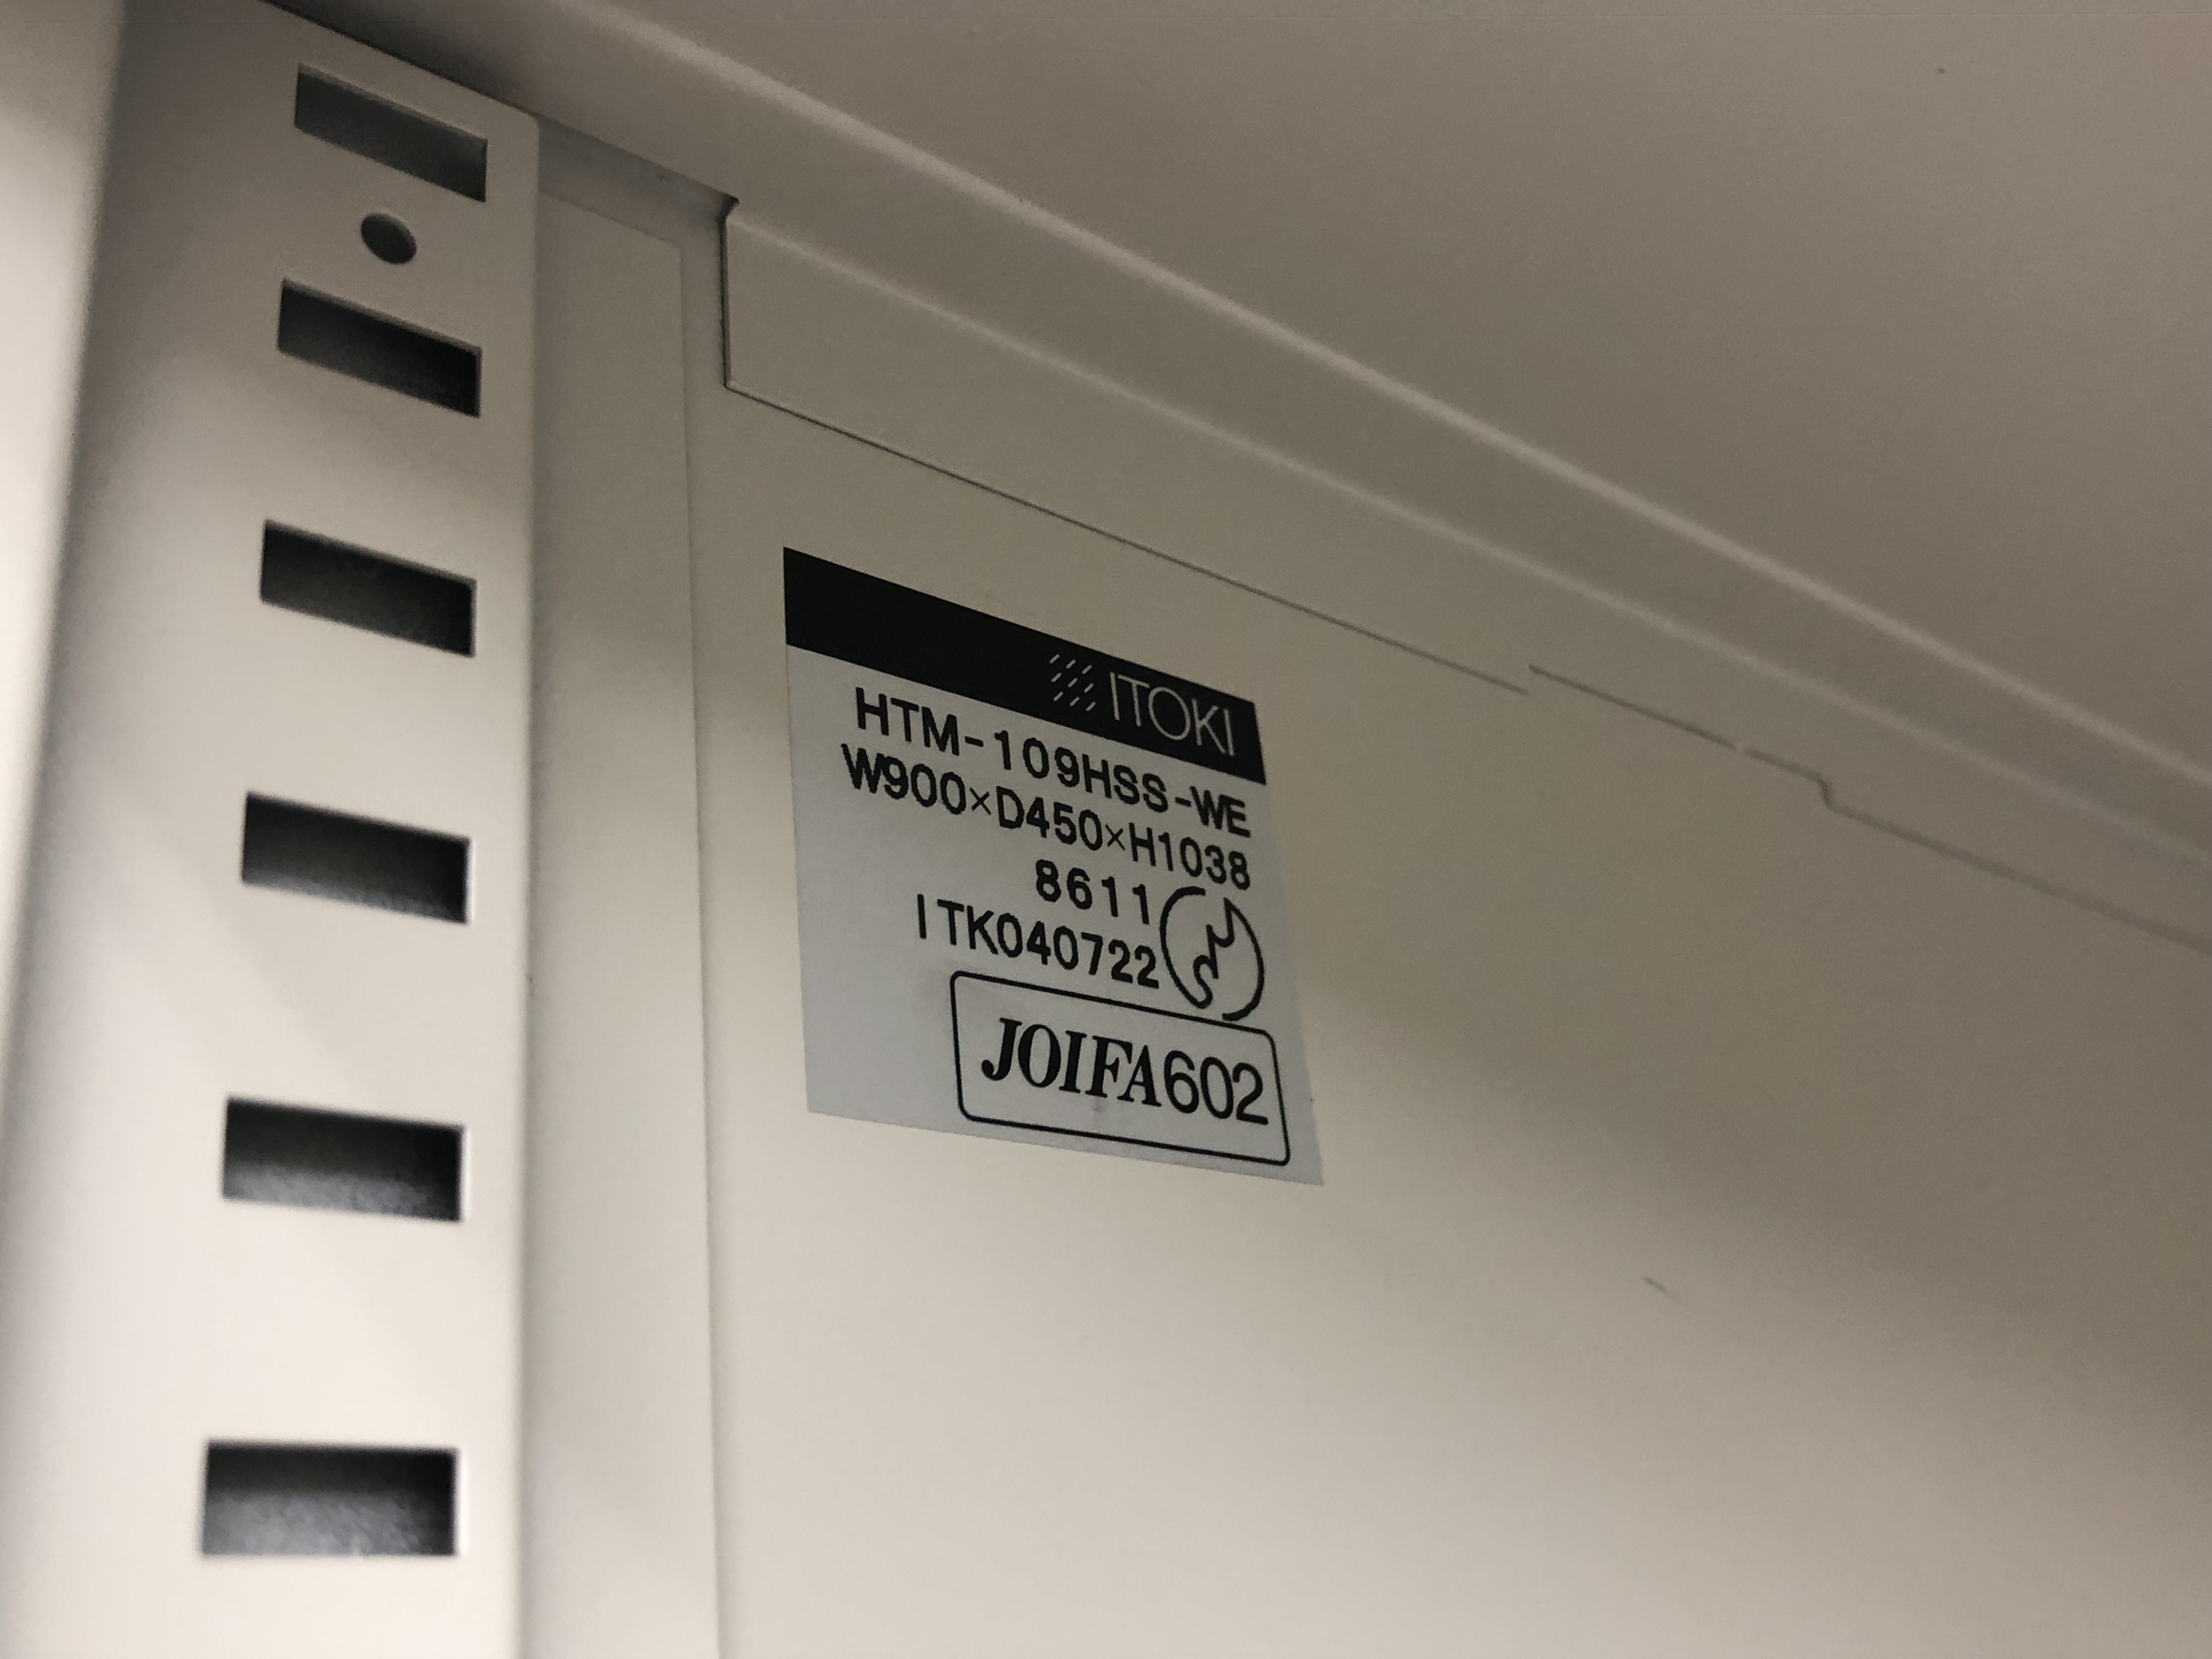 ITOKI
HTM-109HSS-WE
W900×D450×H1038
8611
ITK040722
JOIFA602